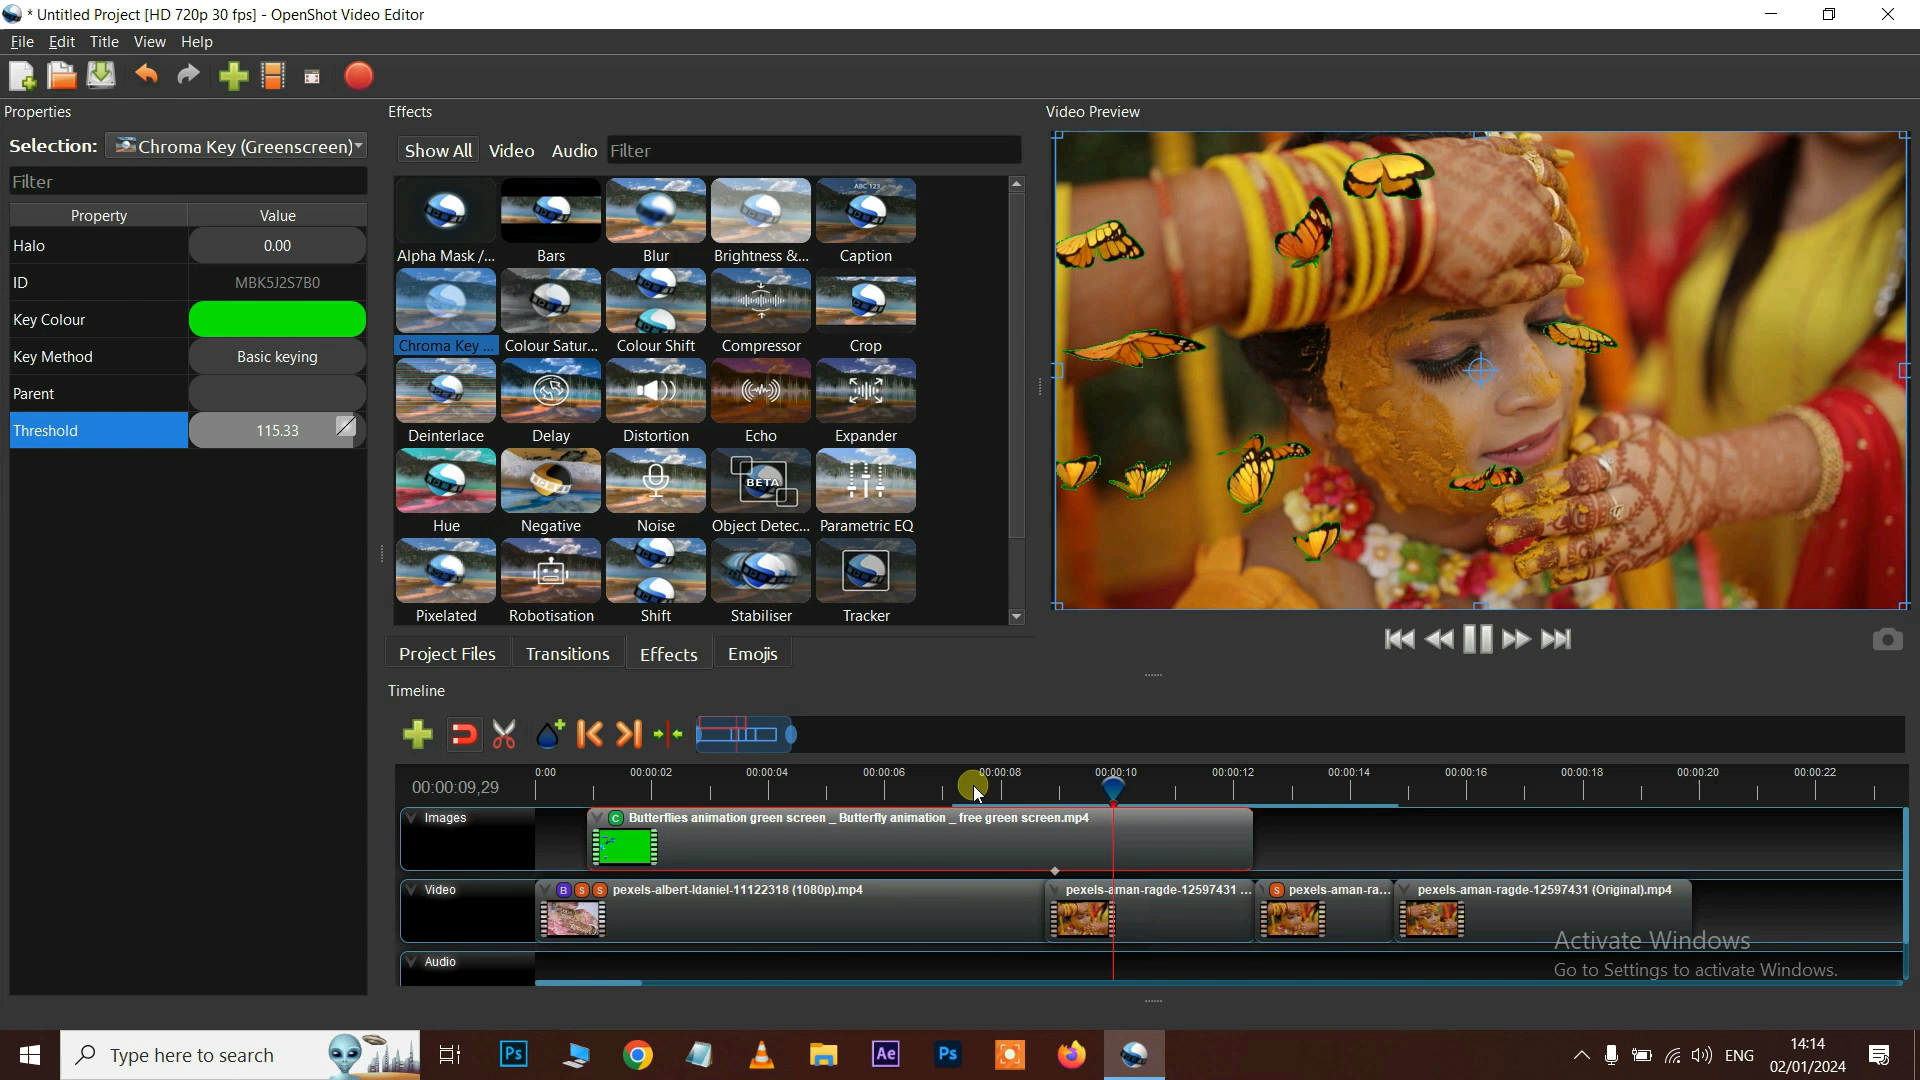 * Untitled Project [HD 720p 30 fps] - OpenShot Video Editor
File Edit Title View Help
Properties
Selection: Chroma Key (Greenscreen)
Filter
Property Value
Halo 0.00
ID MBK5J2S7B0
Key Colour
Key Method Basic keying
Parent
Threshold 115.33
Effects
Show All Video Audio Filter
Alpha Mask /... Bars Blur Brightness &... Caption
ABC 123
Chroma Key ... Colour Satur... Colour Shift Compressor Crop
Deinterlace Delay Distortion Echo Expander
BETA
Hue Negative Noise Object Detec... Parametric EQ
Pixelated Robotisation Shift Stabiliser Tracker
Project Files Transitions Effects Emojis
Video Preview
Timeline
00:00:09,29
0:00 00:00:02 00:00:04 00:00:06 00:00:08 00:00:10 00:00:12 00:00:14 00:00:16 00:00:18 00:00:20 00:00:22
Images
C Butterflies animation green screen _ Butterfly animation _ free green screen.mp4
Video
B S S pexels-albert-ldaniel-11122318 (1080p).mp4
pexels-aman-ragde-12597431 ...
S pexels-aman-ra...
pexels-aman-ragde-12597431 (Original).mp4
Audio
Activate Windows
Go to Settings to activate Windows.
Type here to search
Ps
Ae
Ps
ENG
14:14
02/01/2024